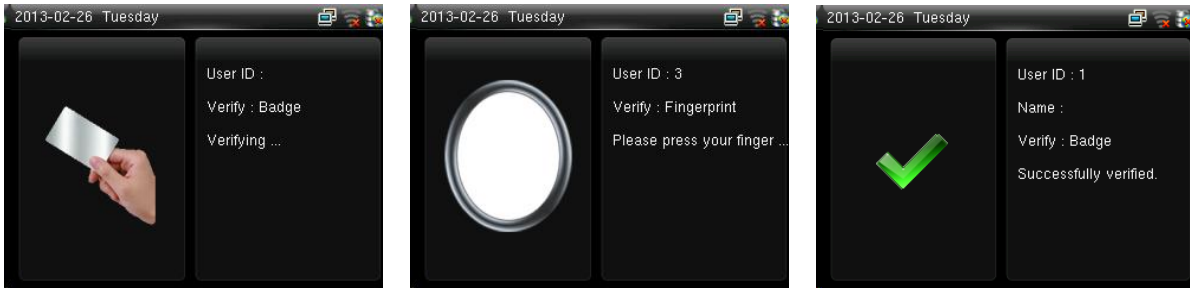 2013-02-26 Tuesday
User ID :
Verify : Badge
Verifying ...
2013-02-26 Tuesday
User ID : 3
Verify : Fingerprint
Please press your finger ...
2013-02-26 Tuesday
User ID : 1
Name :
Verify : Badge
Successfully verified.